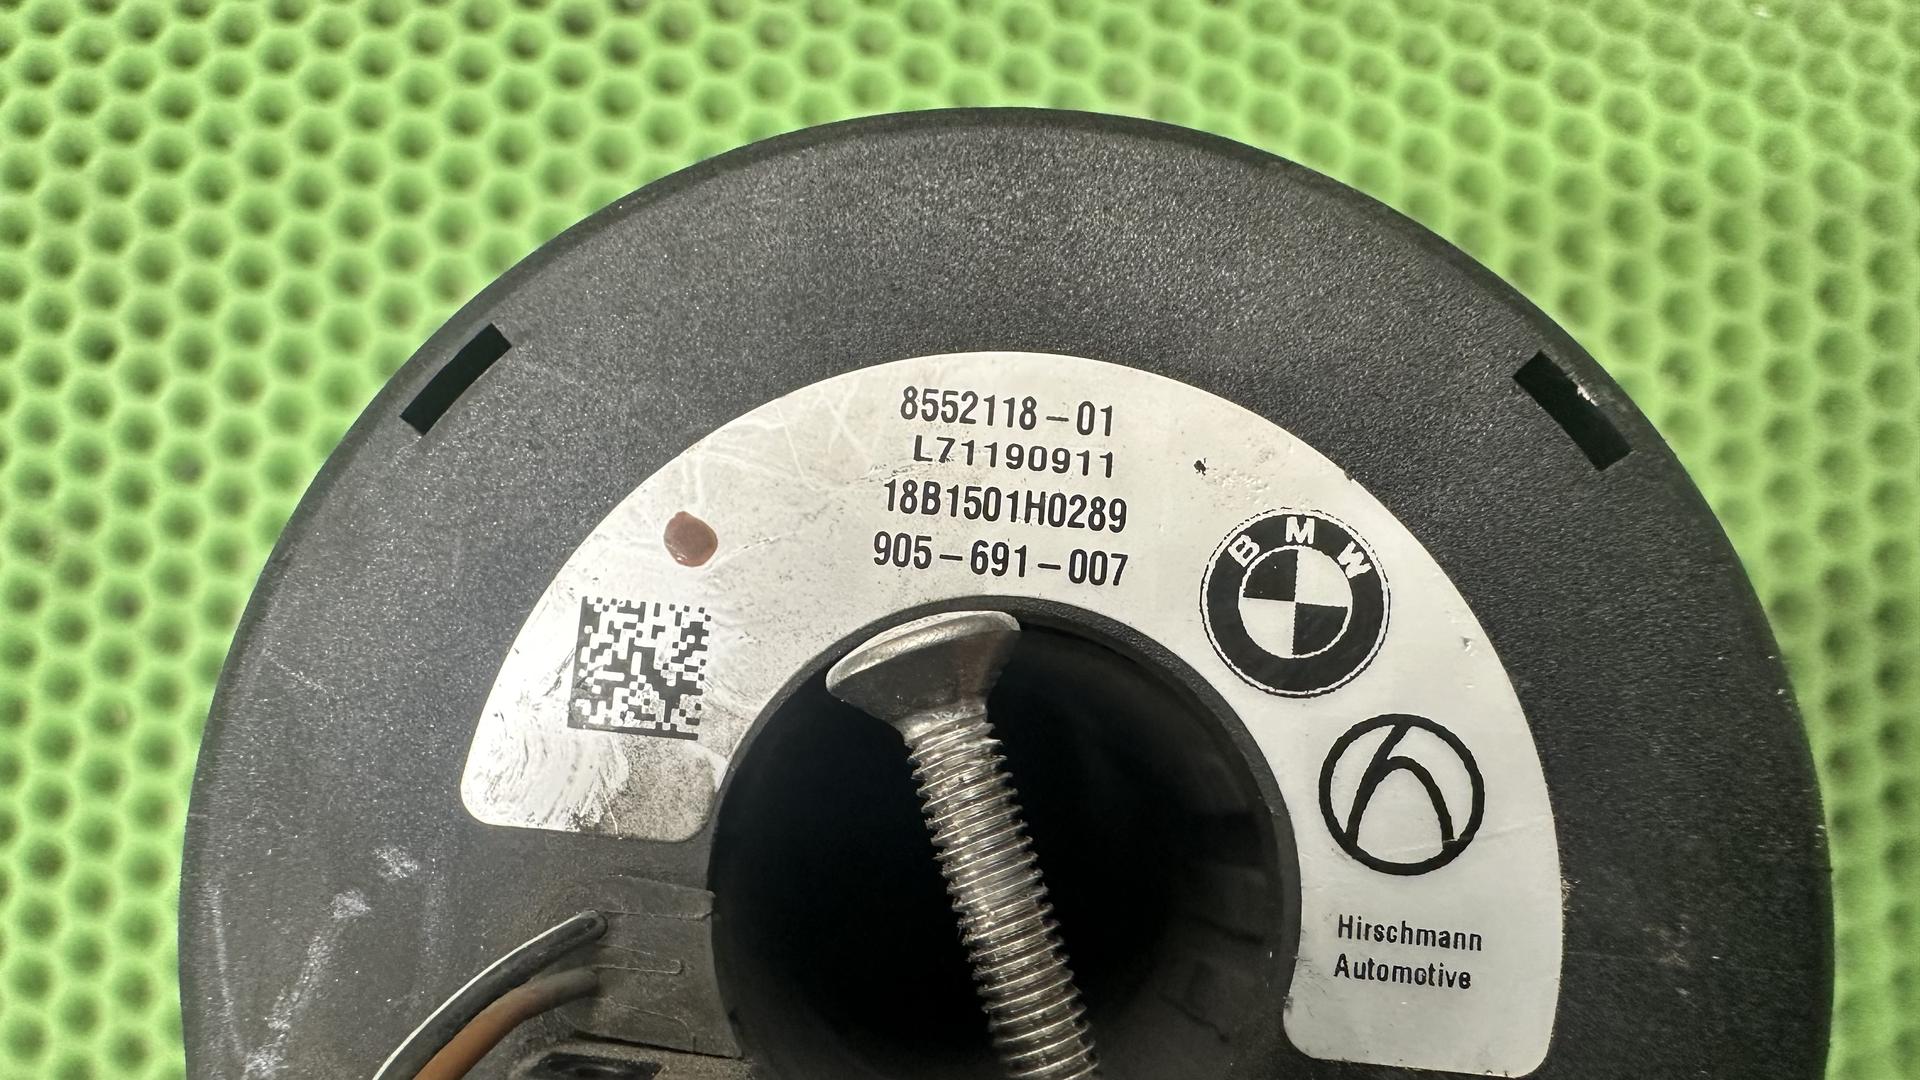 8552118-01
L71190911
18B1501H0289
905-691-007
BMW
Hirschmann
Automotive